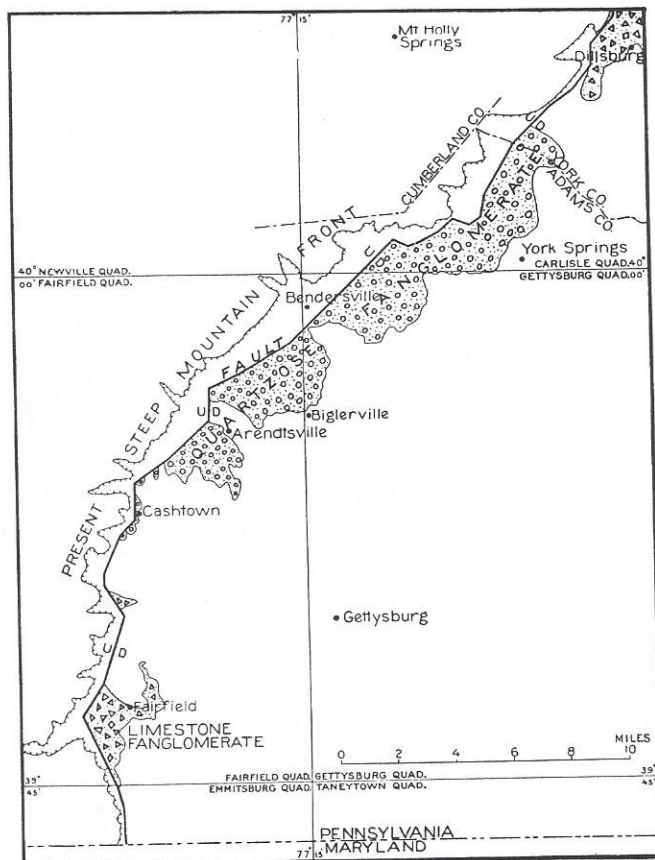 77° 15'
Mt Holly
Springs
Dillsburg
U D
CUMBERLAND CO.
YORK CO.
ADAMS CO.
PRESENT STEEP MOUNTAIN FRONT
York Springs
40° NEWVILLE QUAD.
CARLISLE QUAD. 40°
00' FAIRFIELD QUAD.
GETTYSBURG QUAD. 00'
U
Bendersville
FAULT
QUARTZOSE FANGLOMERATE
U D
Biglerville
Arendtsville
Cashtown
Gettysburg
U D
Fairfield
LIMESTONE
FANGLOMERATE
MILES
0 2 4 6 8 10
39° FAIRFIELD QUAD. GETTYSBURG QUAD. 39°
45' EMMITSBURG QUAD. TANEYTOWN QUAD. 45'
PENNSYLVANIA
MARYLAND
77° 15'